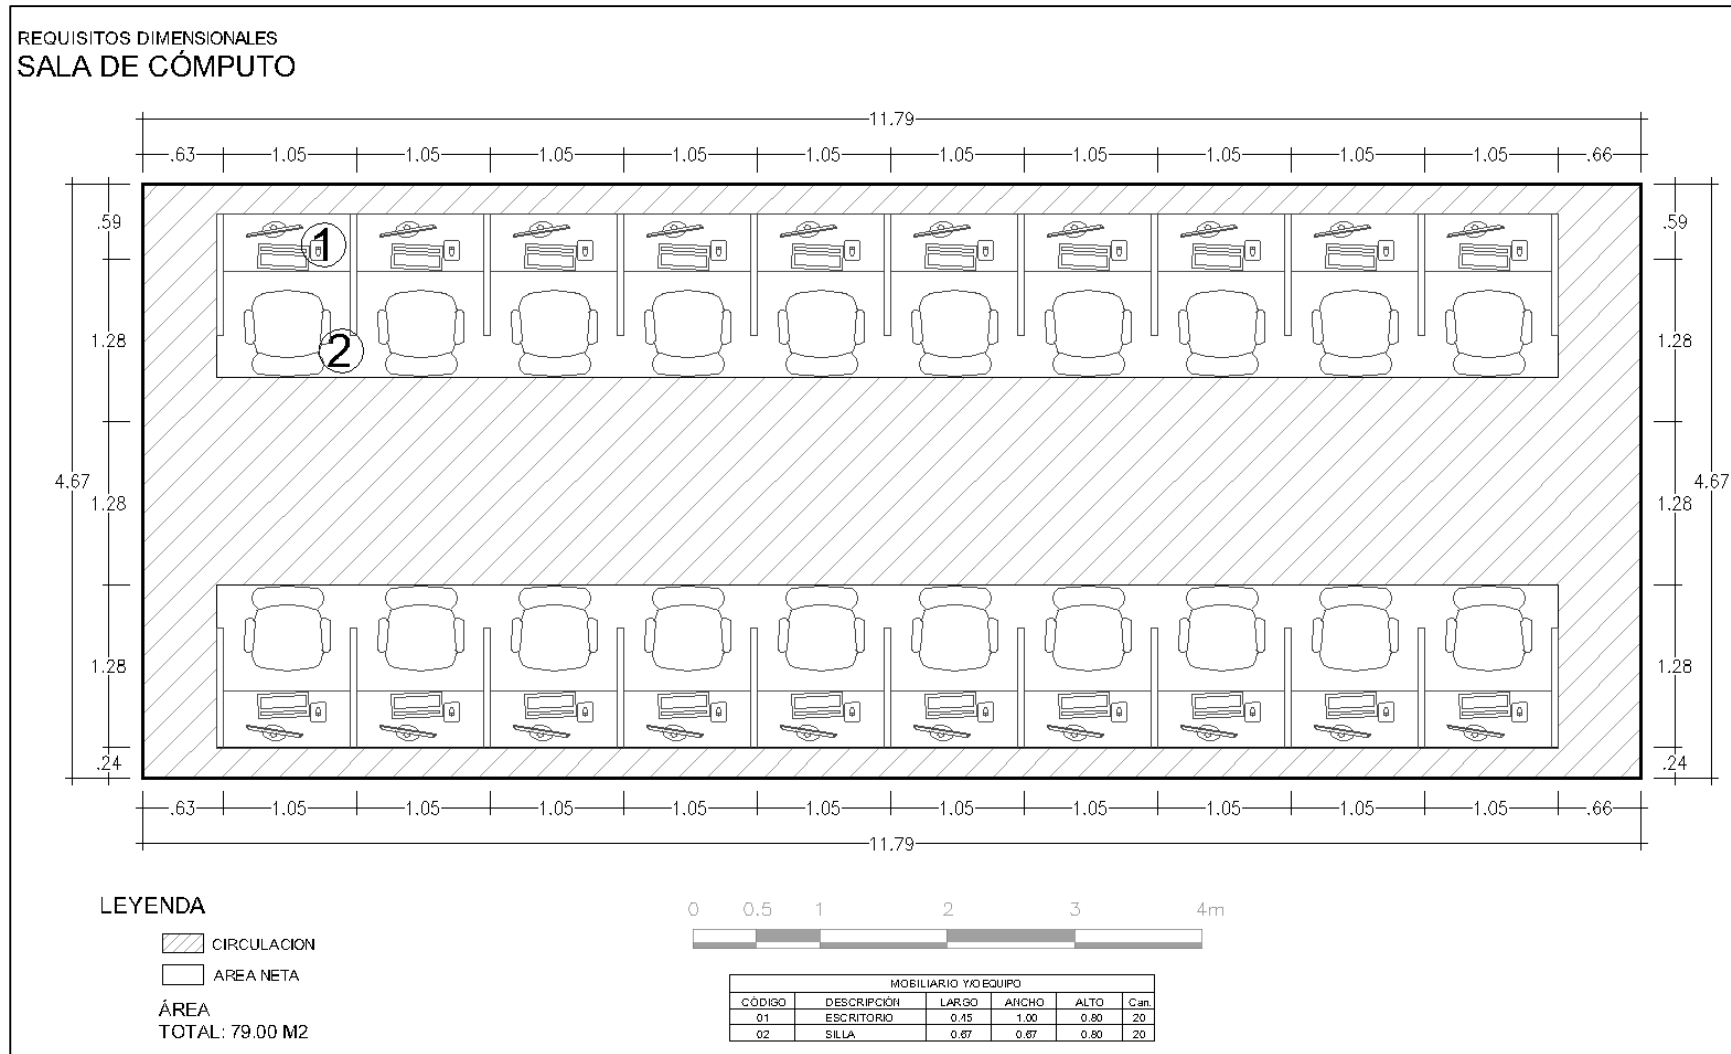 REQUISITOS DIMENSIONALES
SALA DE CÓMPUTO
11.79
.63 1.05 1.05 1.05 1.05 1.05 1.05 1.05 1.05 1.05 1.05 .66
.59 .59
1
1.28 1.28
2
4.67 4.67
1.28 1.28
1.28 1.28
.24 .24
.63 1.05 1.05 1.05 1.05 1.05 1.05 1.05 1.05 1.05 1.05 .66
11.79
LEYENDA
CIRCULACION
AREA NETA
ÁREA
TOTAL: 79.00 M2
0 0.5 1 2 3 4m
MOBILIARIO Y/O EQUIPO
CÓDIGO DESCRIPCIÓN LARGO ANCHO ALTO Can.
01 ESCRITORIO 0.45 1.00 0.80 20
02 SILLA 0.67 0.67 0.80 20